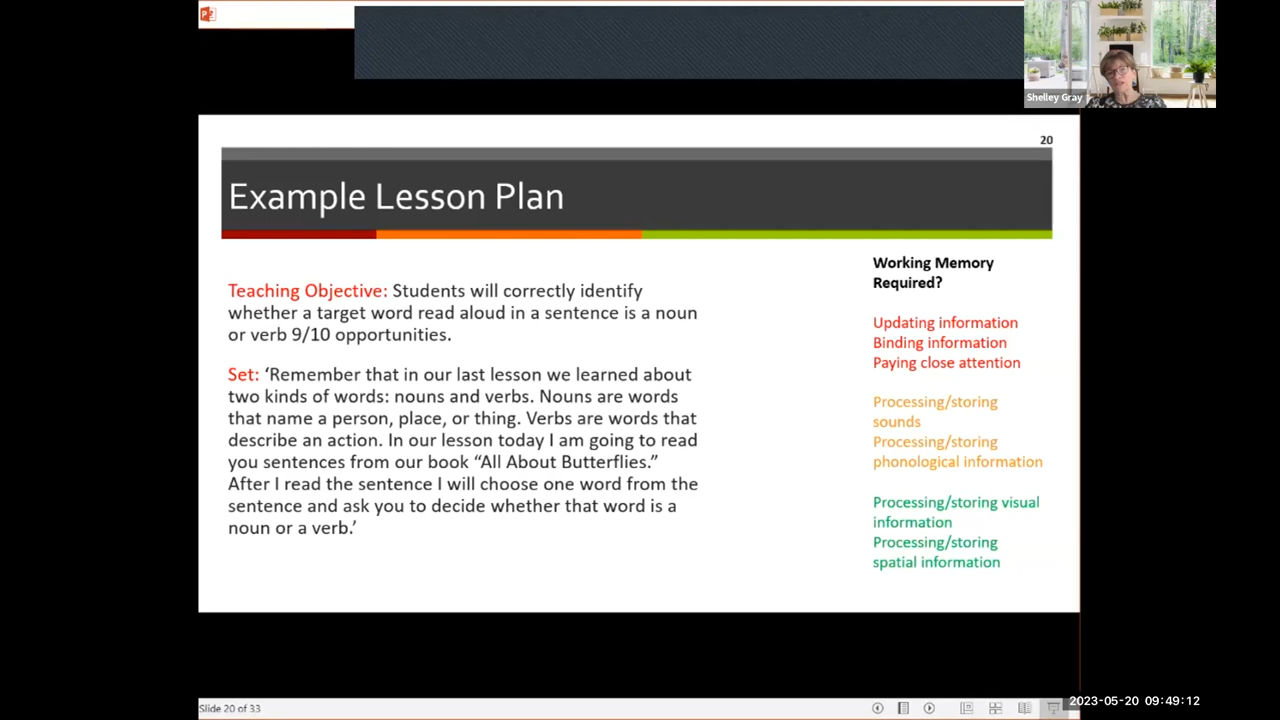 Shelley Gray
20
Example Lesson Plan
Teaching Objective: Students will correctly identify
whether a target word read aloud in a sentence is a noun
or verb 9/10 opportunities.
Set: ‘Remember that in our last lesson we learned about
two kinds of words: nouns and verbs. Nouns are words
that name a person, place, or thing. Verbs are words that
describe an action. In our lesson today I am going to read
you sentences from our book “All About Butterflies.”
After I read the sentence I will choose one word from the
sentence and ask you to decide whether that word is a
noun or a verb.’
Working Memory
Required?
Updating information
Binding information
Paying close attention
Processing/storing
sounds
Processing/storing
phonological information
Processing/storing visual
information
Processing/storing
spatial information
Slide 20 of 33
2023-05-20 09:49:12